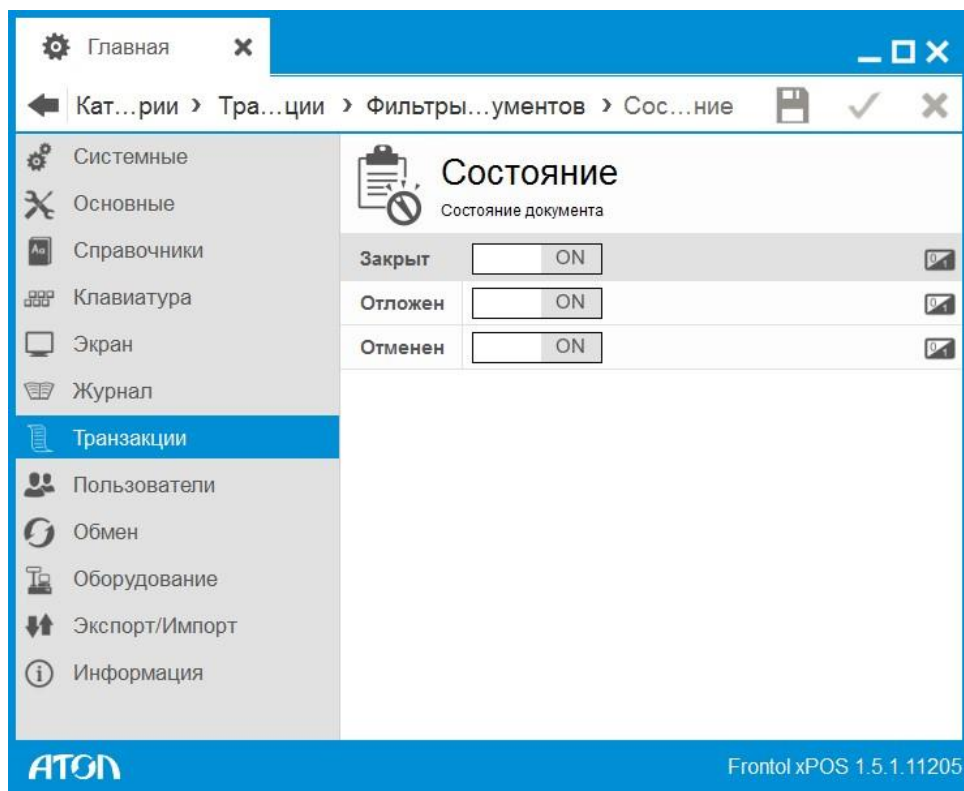 Главная
Кат...рии › Тра...ции › Фильтры...ументов › Сос...ние
Системные
Основные
Справочники
Клавиатура
Экран
Журнал
Транзакции
Пользователи
Обмен
Оборудование
Экспорт/Импорт
Информация
Состояние
Состояние документа
Закрыт ON
Отложен ON
Отменен ON
АТОЛ
Frontol xPOS 1.5.1.11205